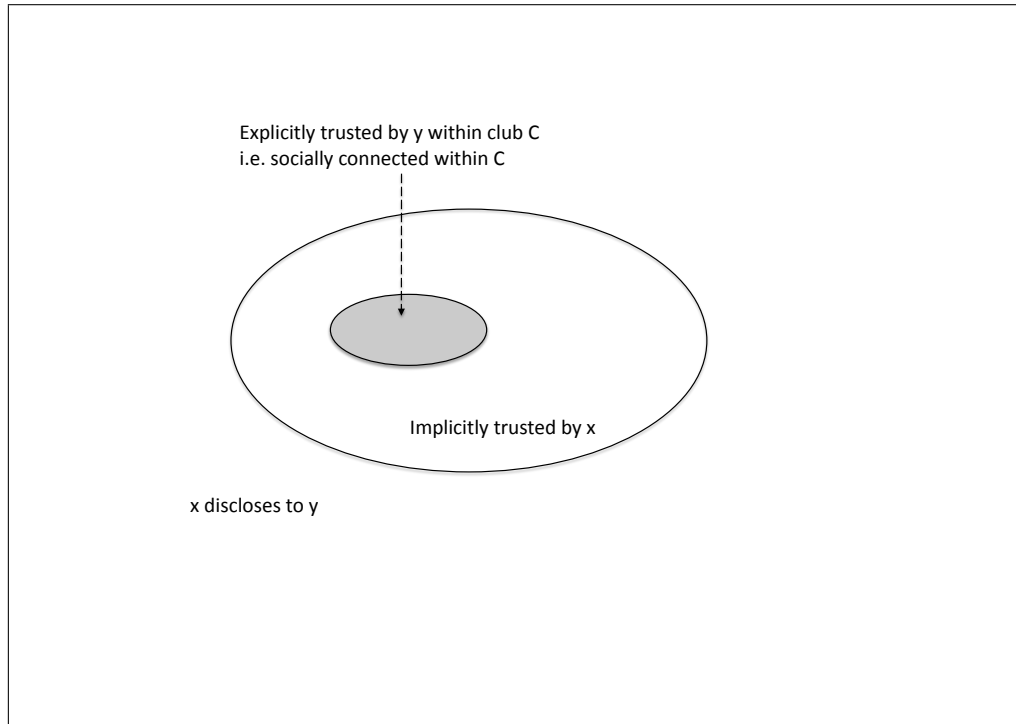 Explicitly trusted by y within club C
i.e. socially connected within C
Implicitly trusted by x
x discloses to y